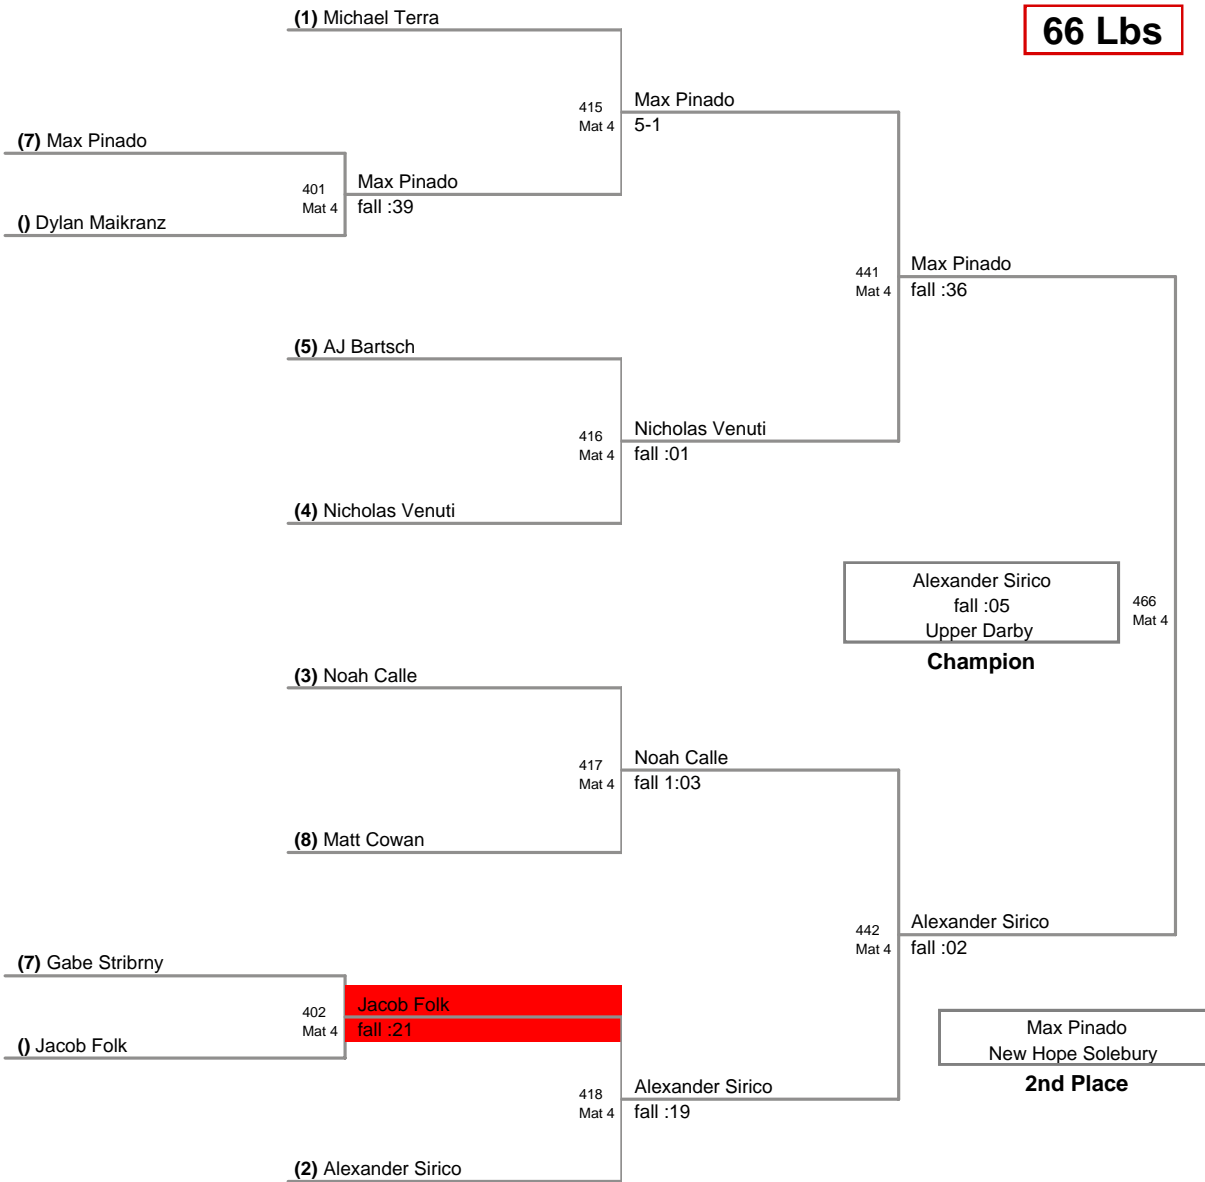 (1) Michael Terra
66 Lbs
415
Mat 4
Max Pinado
5-1
(7) Max Pinado
401
Mat 4
Max Pinado
fall :39
() Dylan Maikranz
441
Mat 4
Max Pinado
fall :36
(5) AJ Bartsch
416
Mat 4
Nicholas Venuti
fall :01
(4) Nicholas Venuti
Alexander Sirico
fall :05
Upper Darby
Champion
466
Mat 4
(3) Noah Calle
417
Mat 4
Noah Calle
fall 1:03
(8) Matt Cowan
442
Mat 4
Alexander Sirico
fall :02
(7) Gabe Stribrny
402
Mat 4
Jacob Folk
fall :21
() Jacob Folk
Max Pinado
New Hope Solebury
2nd Place
418
Mat 4
Alexander Sirico
fall :19
(2) Alexander Sirico